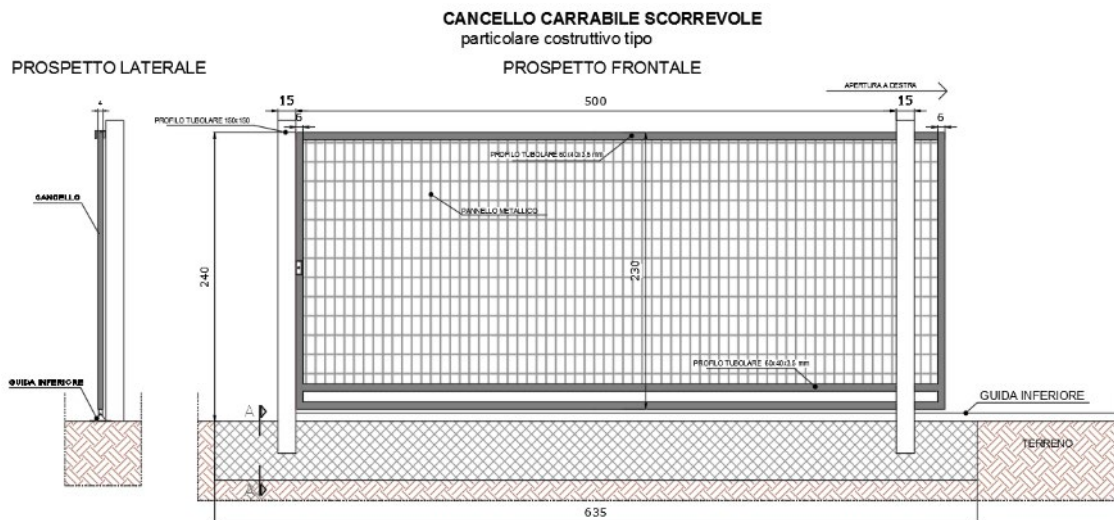 CANCELLO CARRABILE SCORREVOLE
particolare costruttivo tipo
PROSPETTO LATERALE
PROSPETTO FRONTALE
APERTURA A DESTRA
4
15
500
15
PROFILO TUBOLARE 150x150
6
6
PROFILO TUBOLARE 60x40x3,5 mm
CANCELLO
PANNELLO METALLICO
240
230
PROFILO TUBOLARE 60x40x3,5 mm
GUIDA INFERIORE
GUIDA INFERIORE
A
TERRENO
A
635